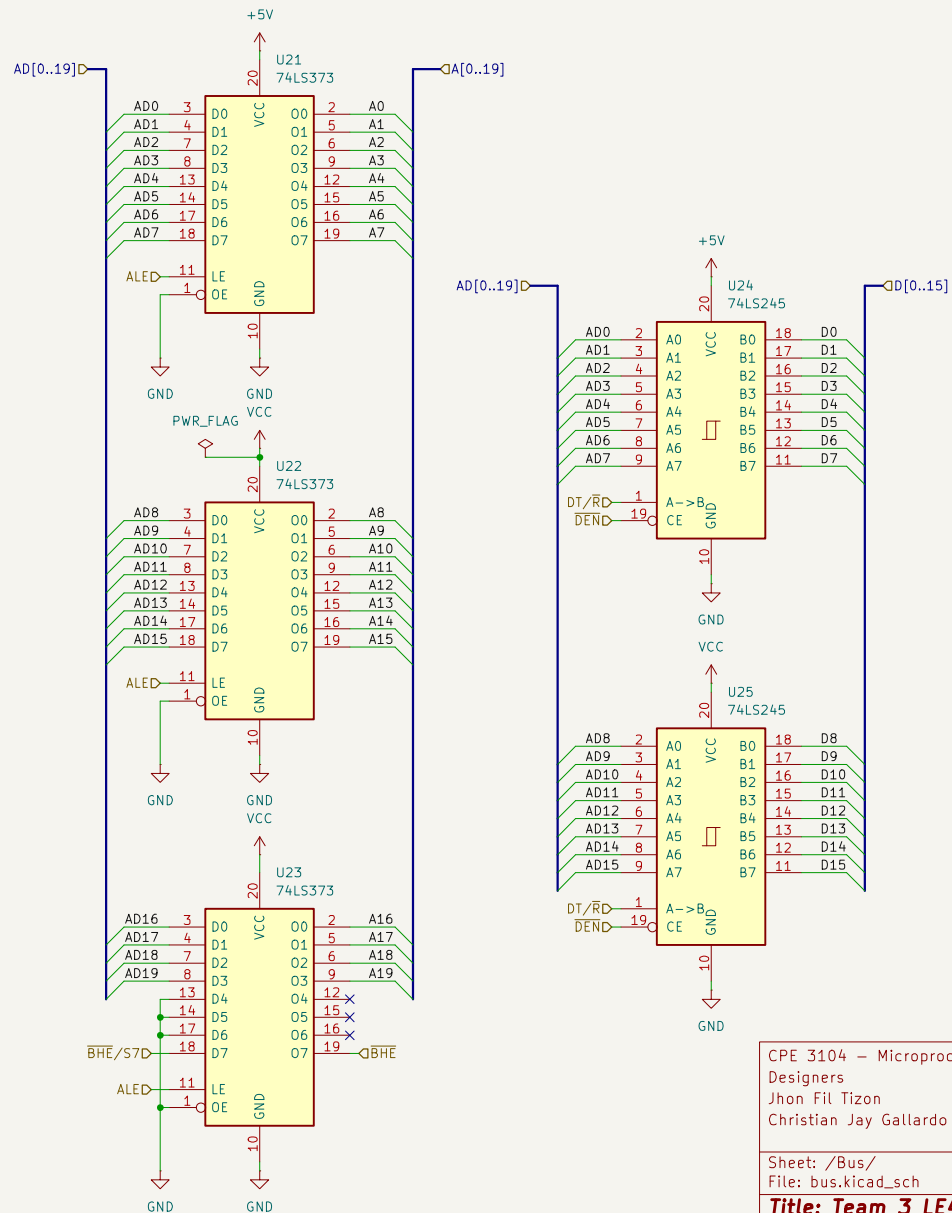 +5V
AD[0..19]
A[0..19]
U21
74LS373
20
VCC
AD0 3 D0 O0 2 A0
AD1 4 D1 O1 5 A1
AD2 7 D2 O2 6 A2
AD3 8 D3 O3 9 A3
AD4 13 D4 O4 12 A4
AD5 14 D5 O5 15 A5
AD6 17 D6 O6 16 A6
AD7 18 D7 O7 19 A7
ALE 11 LE
1 OE
GND
10
GND
GND
VCC
PWR_FLAG
U22
74LS373
20
VCC
AD8 3 D0 O0 2 A8
AD9 4 D1 O1 5 A9
AD10 7 D2 O2 6 A10
AD11 8 D3 O3 9 A11
AD12 13 D4 O4 12 A12
AD13 14 D5 O5 15 A13
AD14 17 D6 O6 16 A14
AD15 18 D7 O7 19 A15
ALE 11 LE
1 OE
GND
10
GND
GND
VCC
U23
74LS373
20
VCC
AD16 3 D0 O0 2 A16
AD17 4 D1 O1 5 A17
AD18 7 D2 O2 6 A18
AD19 8 D3 O3 9 A19
13 D4 O4 12
14 D5 O5 15
17 D6 O6 16
B̅H̅E̅/S7 18 D7 O7 19 B̅H̅E̅
ALE 11 LE
1 OE
GND
10
GND
GND
+5V
AD[0..19]
D[0..15]
U24
74LS245
20
VCC
AD0 2 A0 B0 18 D0
AD1 3 A1 B1 17 D1
AD2 4 A2 B2 16 D2
AD3 5 A3 B3 15 D3
AD4 6 A4 B4 14 D4
AD5 7 A5 B5 13 D5
AD6 8 A6 B6 12 D6
AD7 9 A7 B7 11 D7
DT/R̅ 1 A->B
D̅E̅N̅ 19 CE
GND
10
GND
VCC
U25
74LS245
20
VCC
AD8 2 A0 B0 18 D8
AD9 3 A1 B1 17 D9
AD10 4 A2 B2 16 D10
AD11 5 A3 B3 15 D11
AD12 6 A4 B4 14 D12
AD13 7 A5 B5 13 D13
AD14 8 A6 B6 12 D14
AD15 9 A7 B7 11 D15
DT/R̅ 1 A->B
D̅E̅N̅ 19 CE
GND
10
GND
CPE 3104 – Microproc
Designers
Jhon Fil Tizon
Christian Jay Gallardo
Sheet: /Bus/
File: bus.kicad_sch
Title: Team 3